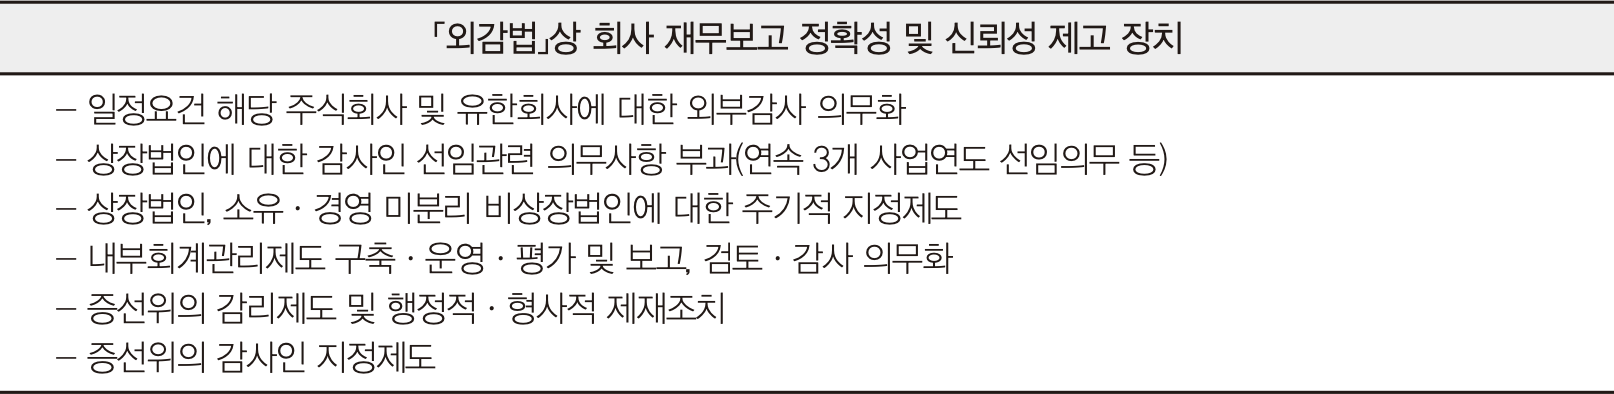 「외감법」상 회사 재무보고 정확성 및 신뢰성 제고 장치
– 일정요건 해당 주식회사 및 유한회사에 대한 외부감사 의무화
– 상장법인에 대한 감사인 선임관련 의무사항 부과(연속 3개 사업연도 선임의무 등)
– 상장법인, 소유 · 경영 미분리 비상장법인에 대한 주기적 지정제도
– 내부회계관리제도 구축 · 운영 · 평가 및 보고, 검토 · 감사 의무화
– 증선위의 감리제도 및 행정적 · 형사적 제재조치
– 증선위의 감사인 지정제도